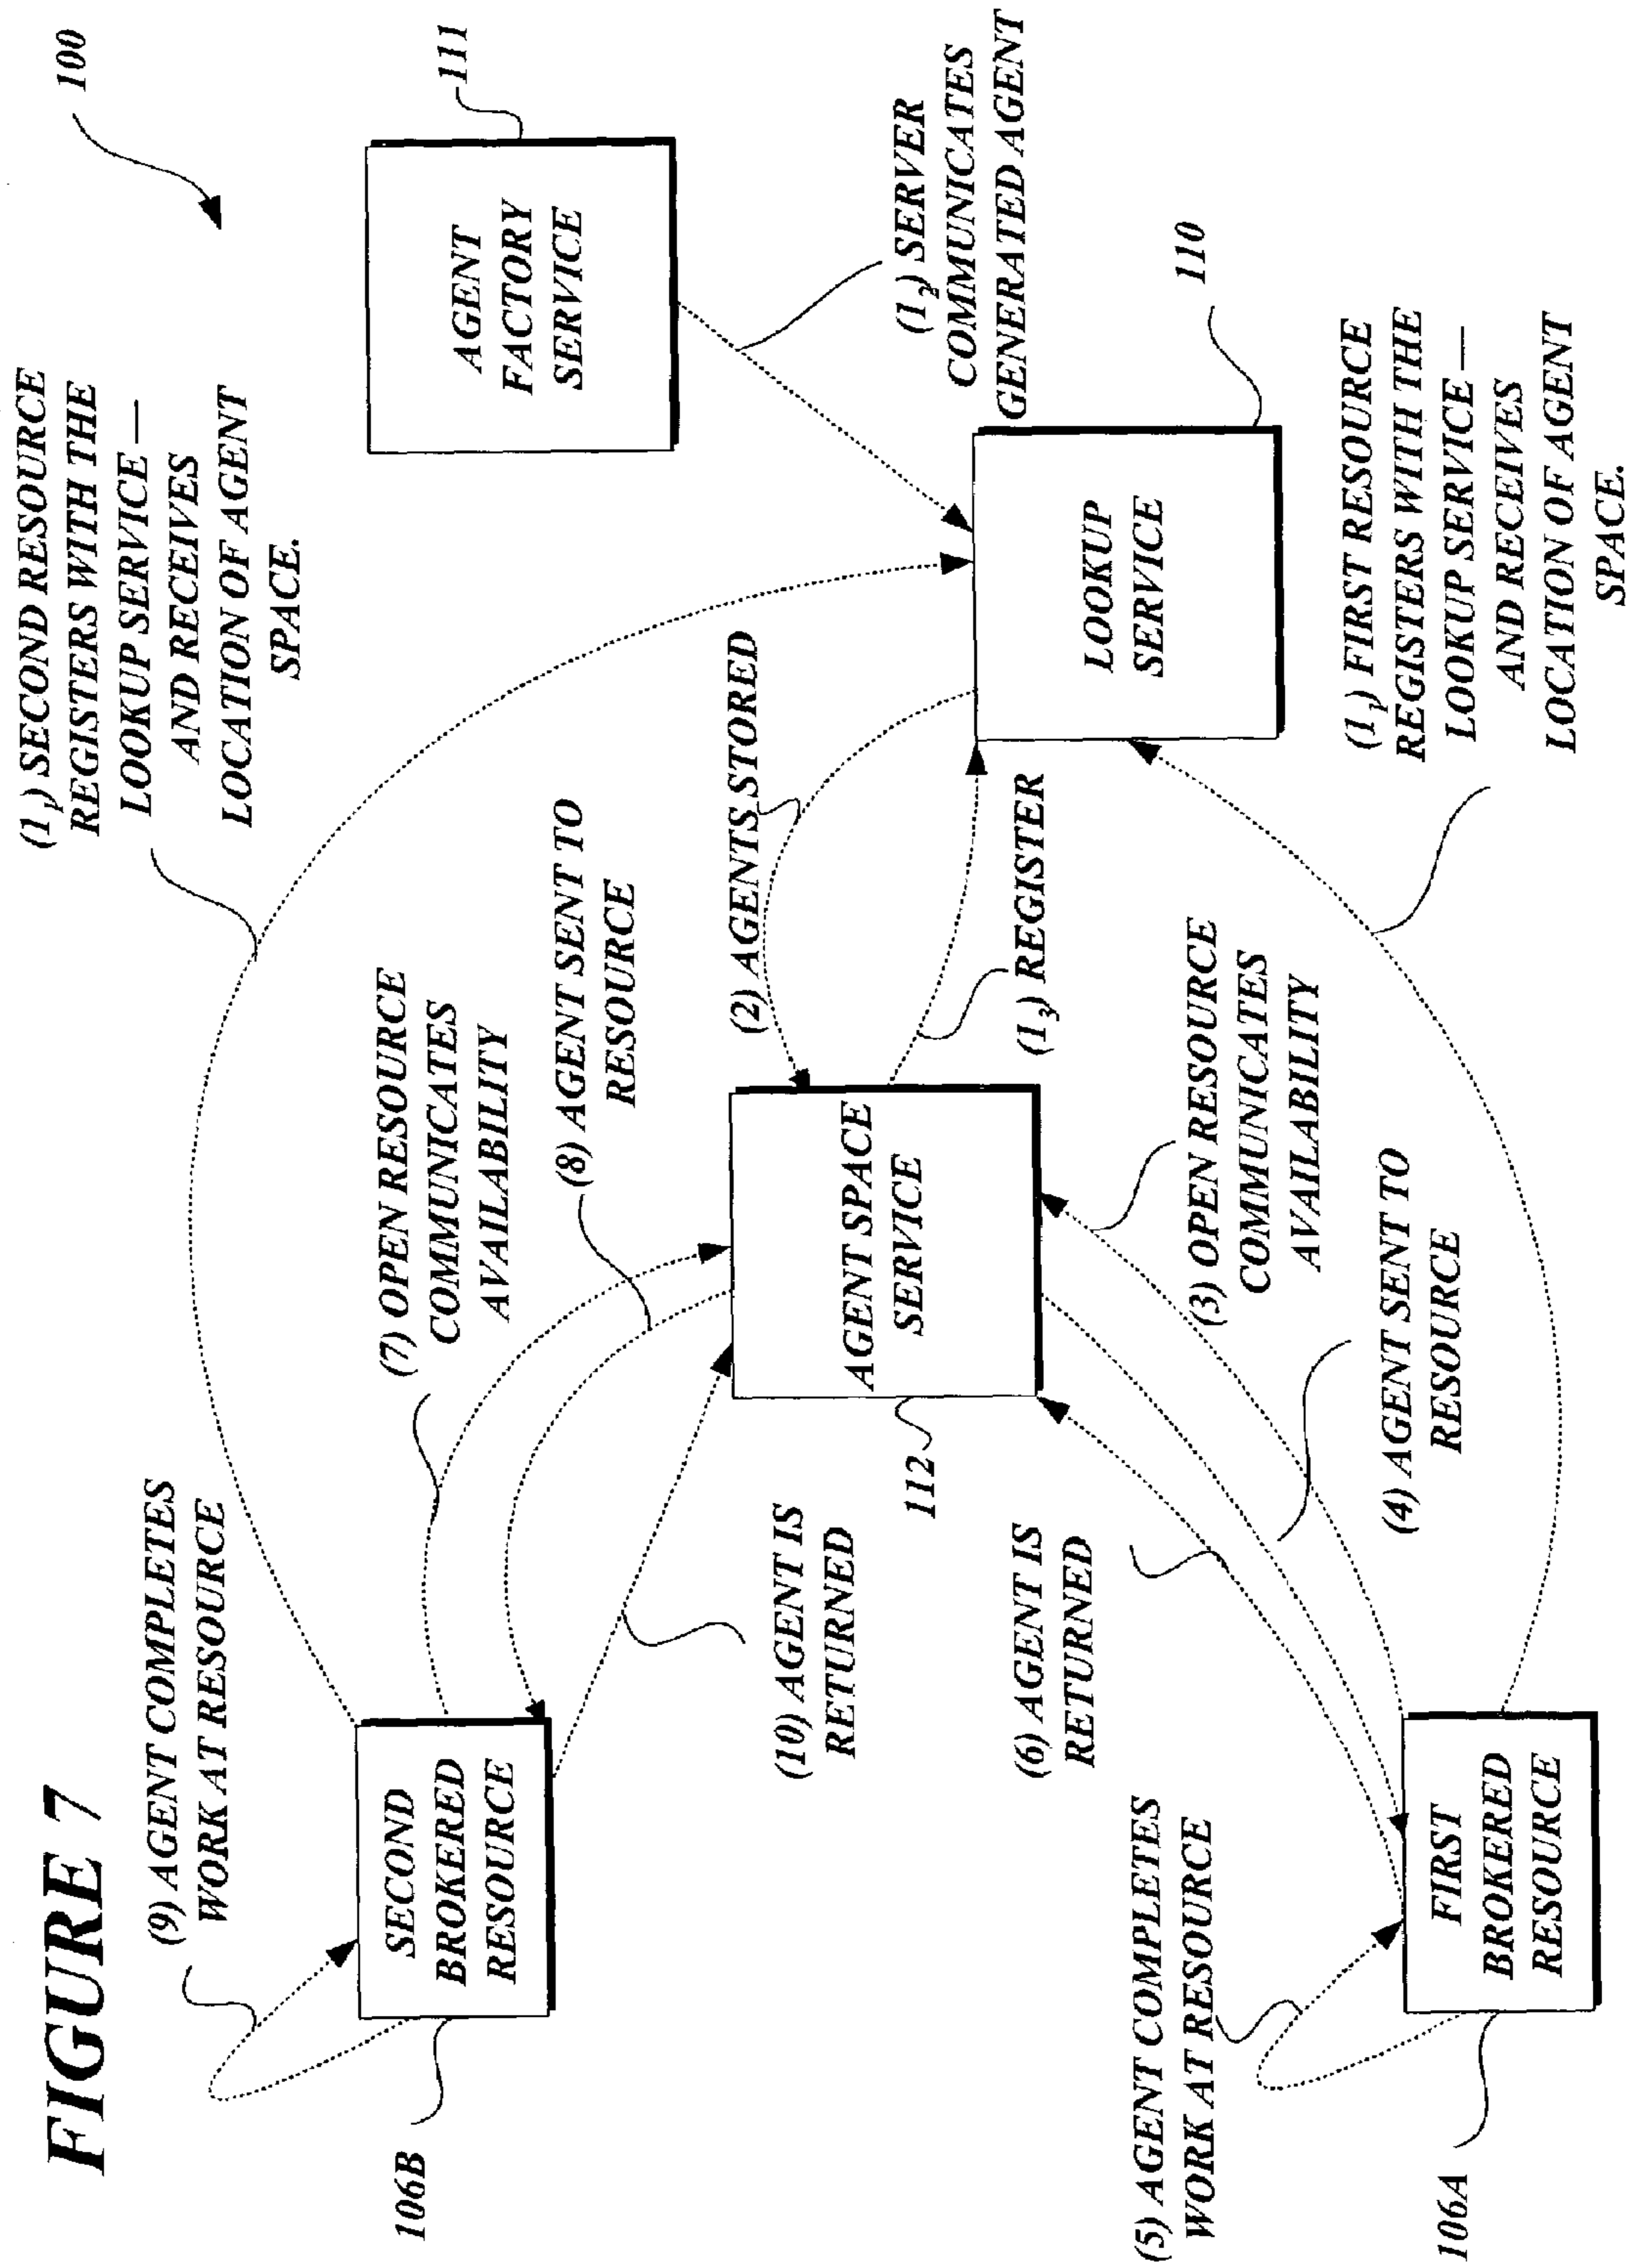 FIGURE 7
100
(1₁) SECOND RESOURCE
REGISTERS WITH THE
LOOKUP SERVICE —
AND RECEIVES
LOCATION OF AGENT
SPACE.
(9) AGENT COMPLETES
WORK AT RESOURCE
106B
SECOND
BROKERED
RESOURCE
(7) OPEN RESOURCE
COMMUNICATES
AVAILABILITY
(8) AGENT SENT TO
RESOURCE
AGENT
FACTORY
SERVICE
111
(2) AGENTS STORED
(10) AGENT IS
RETURNED
112
AGENT SPACE
SERVICE
(1₂) SERVER
COMMUNICATES
GENERATED AGENT
(1₃) REGISTER
LOOKUP
SERVICE
110
(6) AGENT IS
RETURNED
(3) OPEN RESOURCE
COMMUNICATES
AVAILABILITY
(5) AGENT COMPLETES
WORK AT RESOURCE
(4) AGENT SENT TO
RESOURCE
(1₁) FIRST RESOURCE
REGISTERS WITH THE
LOOKUP SERVICE —
AND RECEIVES
LOCATION OF AGENT
SPACE.
106A
FIRST
BROKERED
RESOURCE